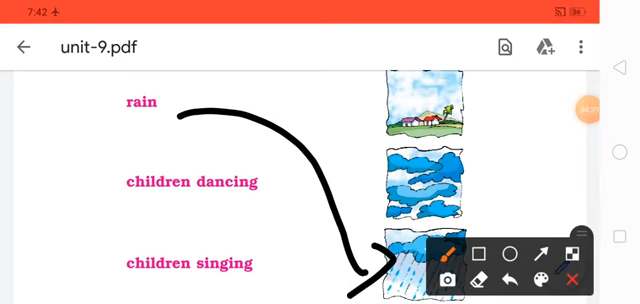 7:42
unit-9.pdf
rain
children dancing
children singing